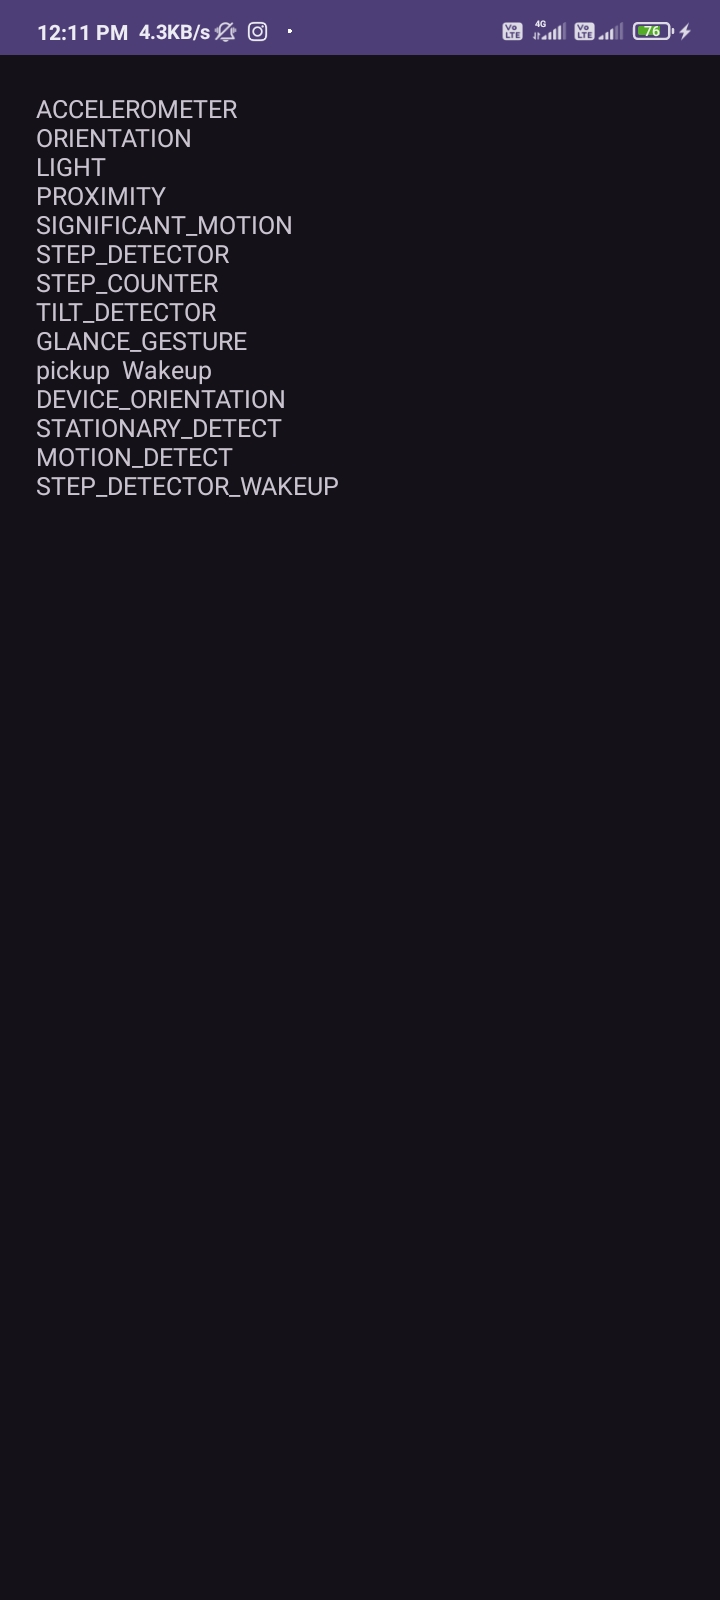 12:11 PM 4.3KB/s Vo LTE 4G Vo LTE 76
ACCELEROMETER
ORIENTATION
LIGHT
PROXIMITY
SIGNIFICANT_MOTION
STEP_DETECTOR
STEP_COUNTER
TILT_DETECTOR
GLANCE_GESTURE
pickup  Wakeup
DEVICE_ORIENTATION
STATIONARY_DETECT
MOTION_DETECT
STEP_DETECTOR_WAKEUP